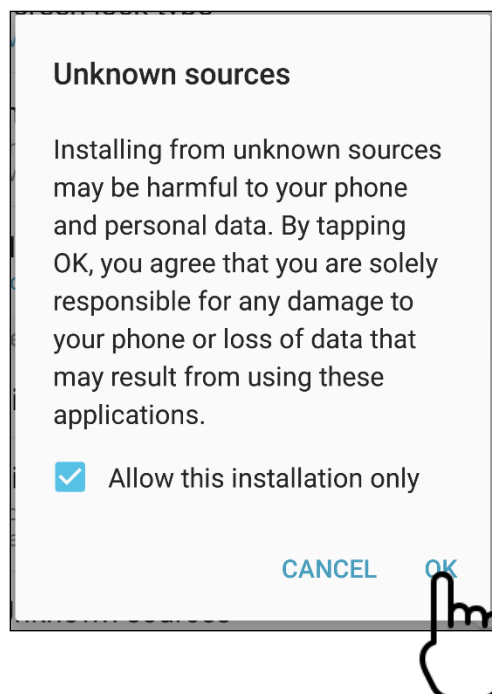 Unknown sources
Installing from unknown sources
may be harmful to your phone
and personal data. By tapping
OK, you agree that you are solely
responsible for any damage to
your phone or loss of data that
may result from using these
applications.
Allow this installation only
CANCEL OK